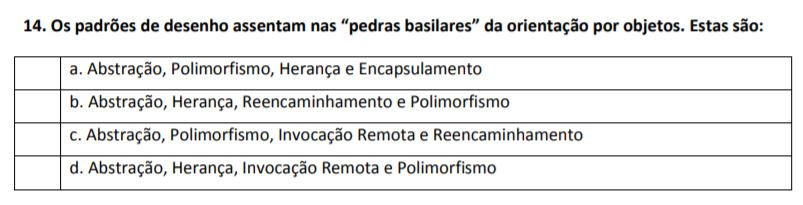 14. Os padrões de desenho assentam nas “pedras basilares” da orientação por objetos. Estas são:
a. Abstração, Polimorfismo, Herança e Encapsulamento
b. Abstração, Herança, Reencaminhamento e Polimorfismo
c. Abstração, Polimorfismo, Invocação Remota e Reencaminhamento
d. Abstração, Herança, Invocação Remota e Polimorfismo